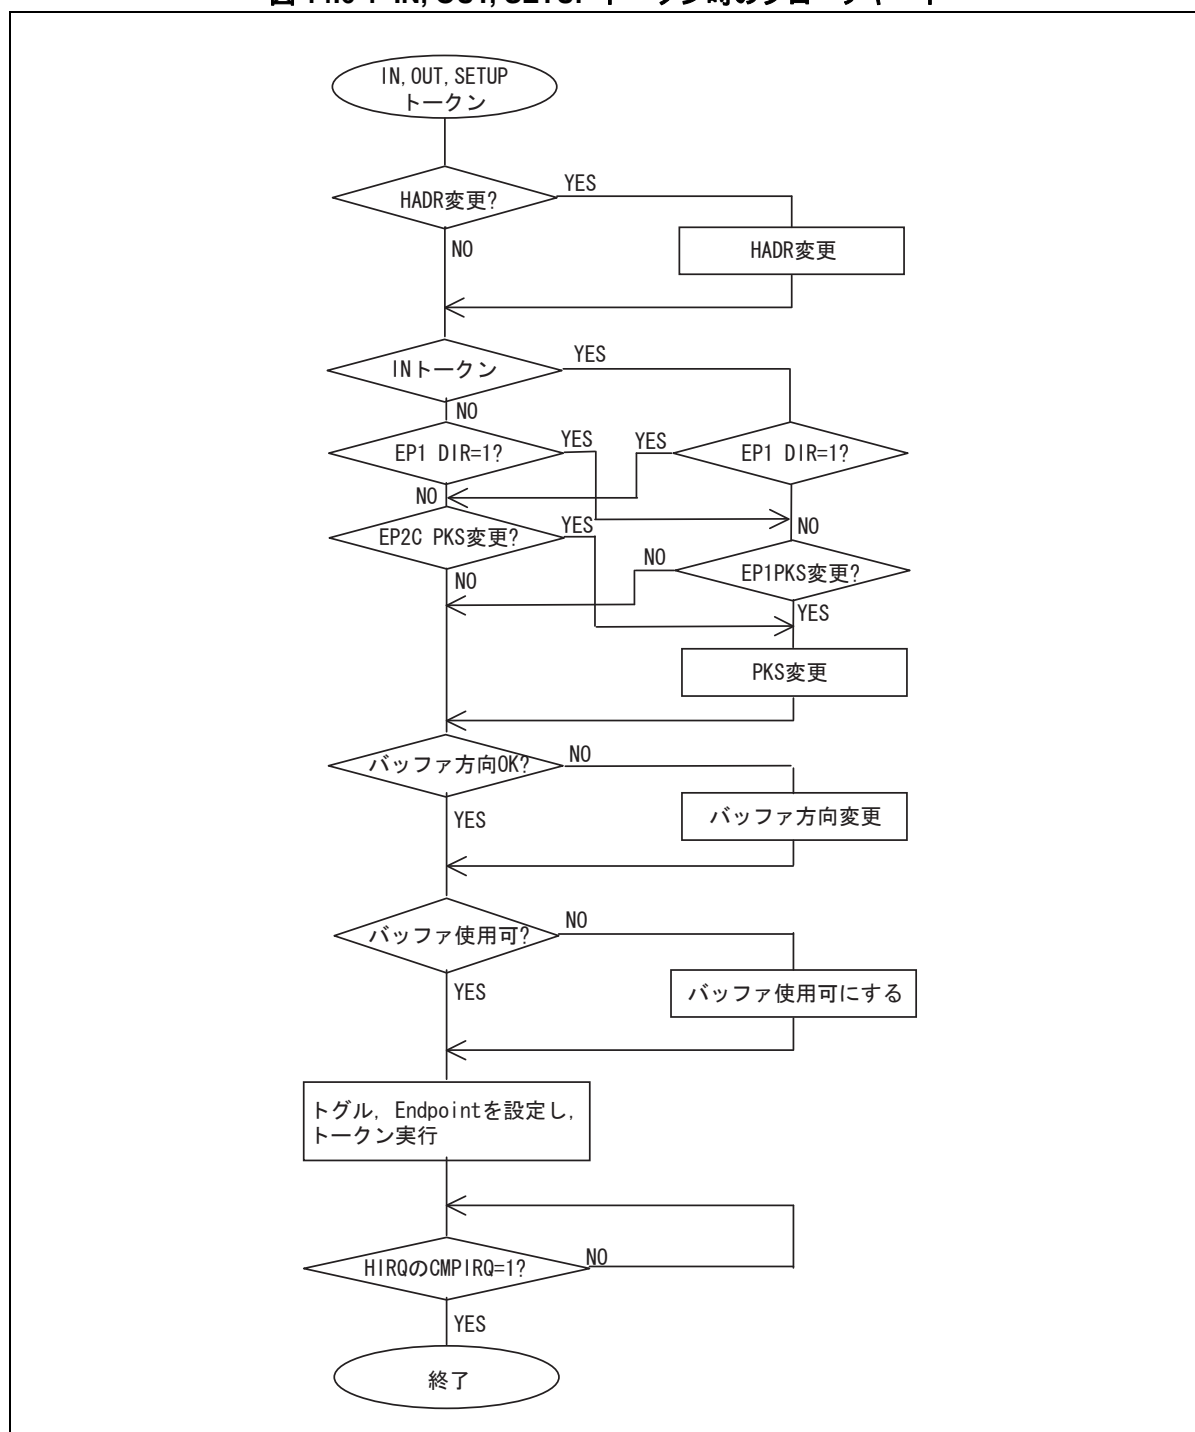 IN, OUT, SETUP
トークン
HADR変更?
YES
NO
HADR変更
INトークン
YES
NO
EP1 DIR=1?
YES
YES
EP1 DIR=1?
NO
NO
EP2C PKS変更?
YES
NO
EP1PKS変更?
NO
YES
PKS変更
バッファ方向OK?
NO
YES
バッファ方向変更
バッファ使用可?
NO
YES
バッファ使用可にする
トグル, Endpointを設定し,
トークン実行
HIRQのCMPIRQ=1?
NO
YES
終了